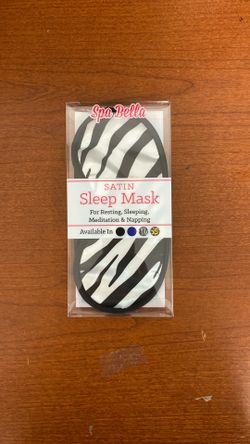 Spa Bella
SATIN
Sleep Mask
For Resting, Sleeping,
Meditation & Napping
Available In